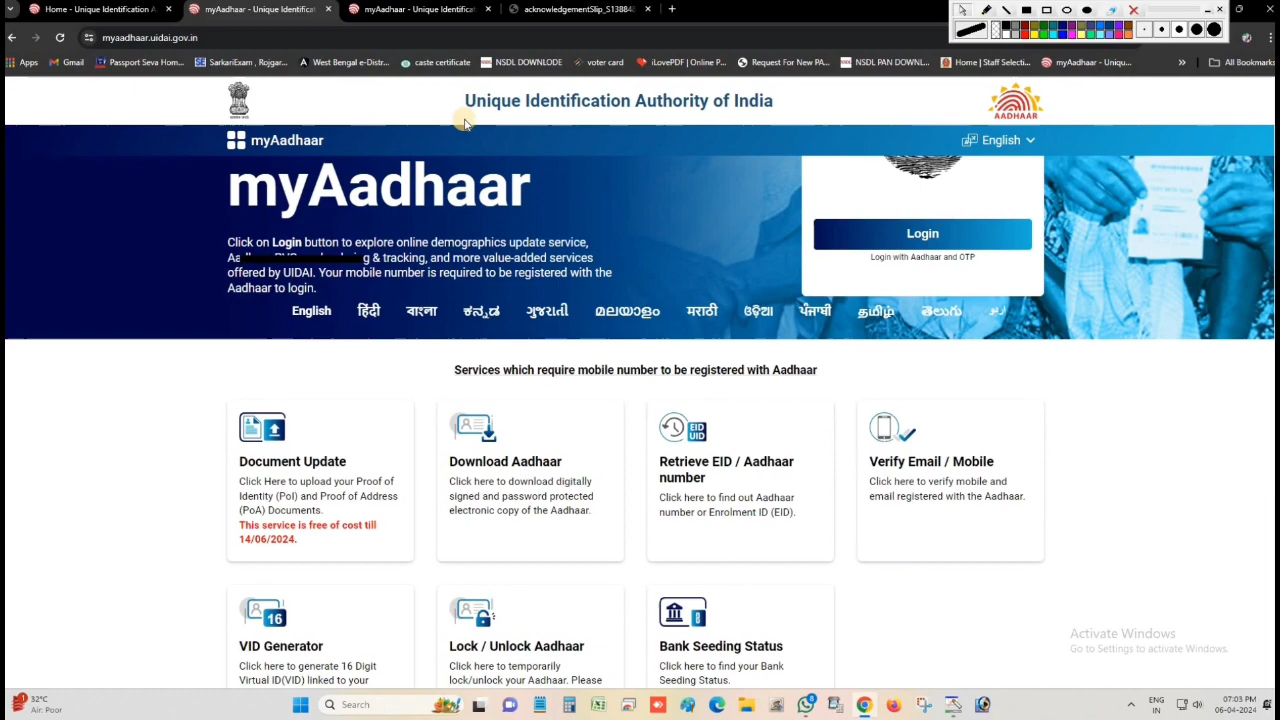 Home - Unique Identification A
myAadhaar - Unique Identificat
myAadhaar - Unique Identificat
acknowledgementSlip_S13884
myaadhaar.uidai.gov.in
Apps
Gmail
Passport Seva Hom...
SarkariExam, Rojgar...
West Bengal e-Distr...
caste certificate
NSDL DOWNLODE
voter card
iLovePDF | Online P...
Request For New PA...
NSDL PAN DOWNL...
Home | Staff Selecti...
myAadhaar - Uniqu...
All Bookmarks
Unique Identification Authority of India
AADHAAR
myAadhaar
English
myAadhaar
Click on Login button to explore online demographics update service,
& tracking, and more value-added services
offered by UIDAI. Your mobile number is required to be registered with the
Aadhaar to login.
Login
Login with Aadhaar and OTP
English हिंदी বাংলা ಕನ್ನಡ ગુજરાતી മലയാളം मराठी ଓଡ଼ିଆ ਪੰਜਾਬੀ தமிழ் తెలుగు اردو
Services which require mobile number to be registered with Aadhaar
Document Update
Click Here to upload your Proof of
Identity (PoI) and Proof of Address
(PoA) Documents.
This service is free of cost till
14/06/2024.
Download Aadhaar
Click here to download digitally
signed and password protected
electronic copy of the Aadhaar.
EID
UID
Retrieve EID / Aadhaar
number
Click here to find out Aadhaar
number or Enrolment ID (EID).
Verify Email / Mobile
Click here to verify mobile and
email registered with the Aadhaar.
16
VID Generator
Click here to generate 16 Digit
Virtual ID(VID) linked to your
Lock / Unlock Aadhaar
Click here to temporarily
lock/unlock your Aadhaar. Please
Bank Seeding Status
Click here to find your Bank
Seeding Status.
Activate Windows
Go to Settings to activate Windows.
1
32°C
Air: Poor
Search
8
ENG
IN
07:03 PM
06-04-2024